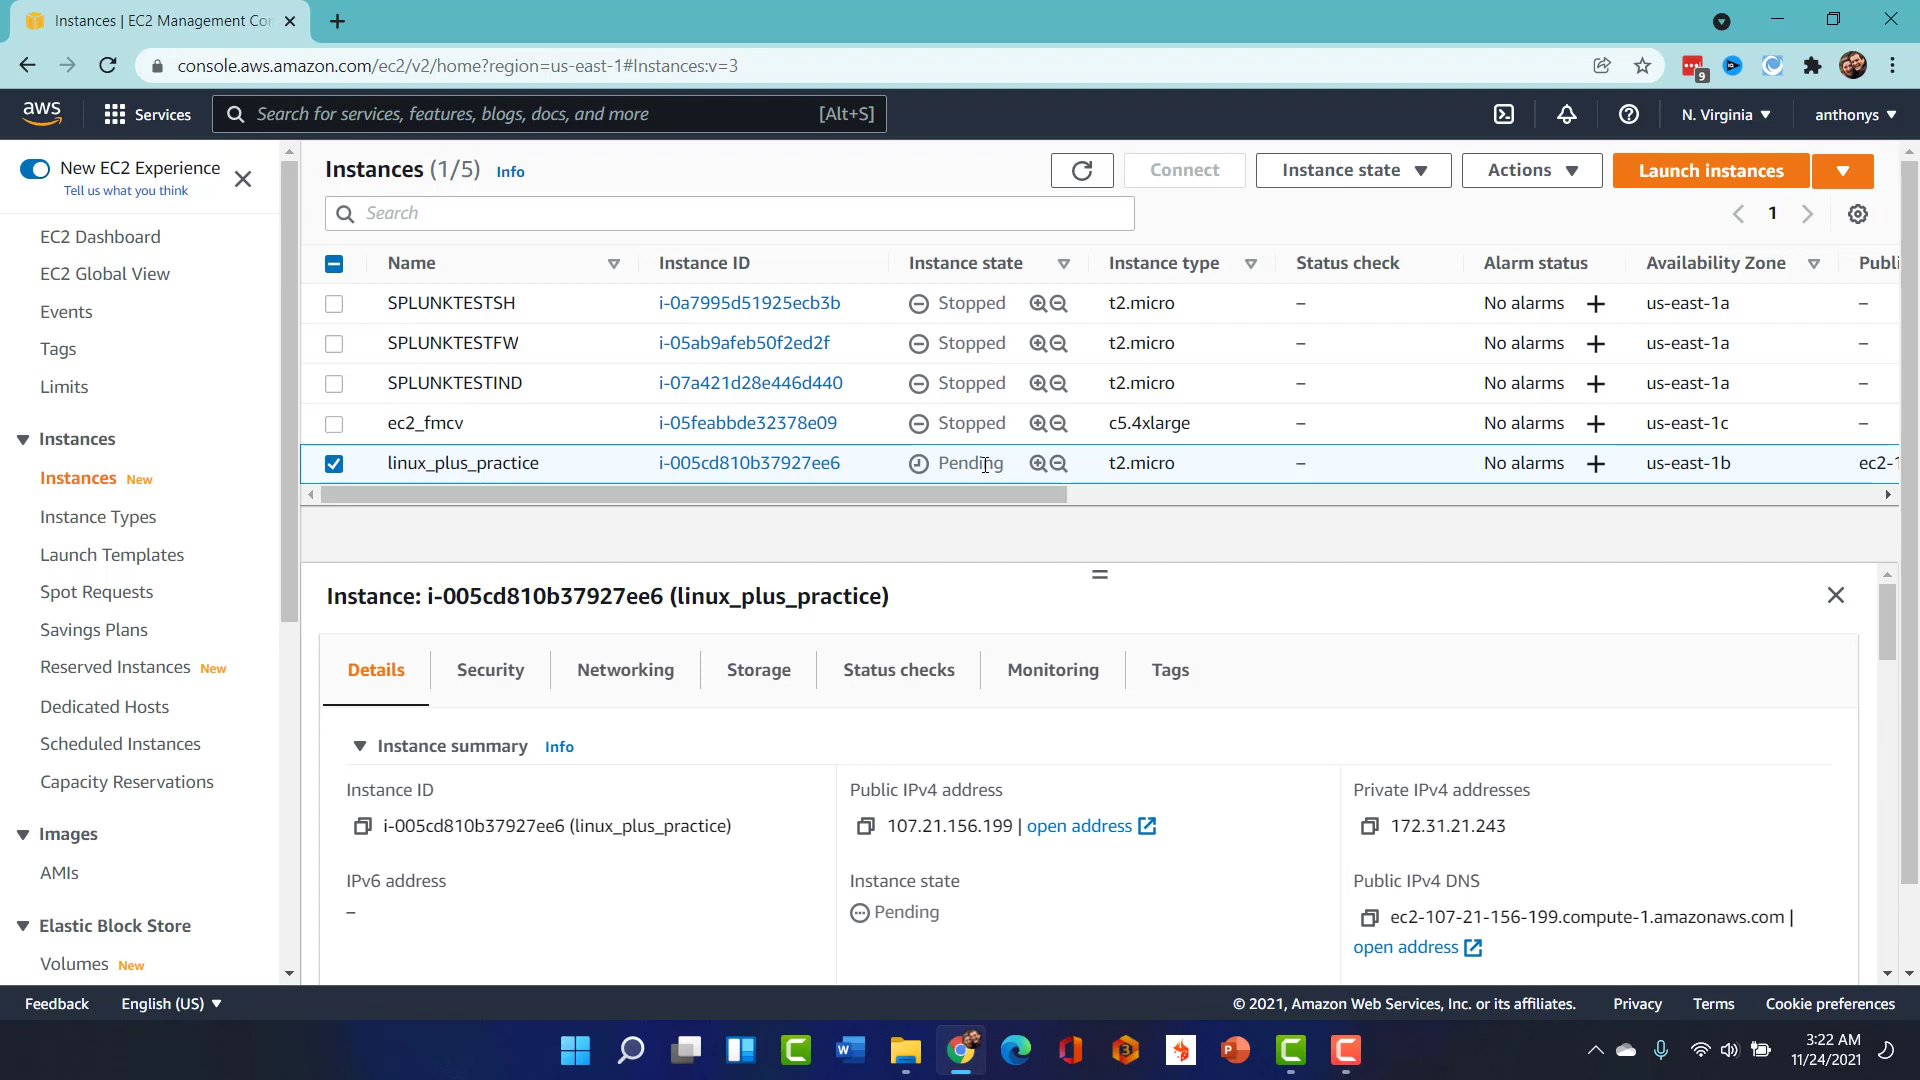 Instances | EC2 Management Con
console.aws.amazon.com/ec2/v2/home?region=us-east-1#Instances:v=3
9
aws
Services
Search for services, features, blogs, docs, and more
[Alt+S]
N. Virginia
anthonys
New EC2 Experience
Tell us what you think
EC2 Dashboard
EC2 Global View
Events
Tags
Limits
Instances
Instances New
Instance Types
Launch Templates
Spot Requests
Savings Plans
Reserved Instances New
Dedicated Hosts
Scheduled Instances
Capacity Reservations
Images
AMIs
Elastic Block Store
Volumes New
Instances (1/5) Info
Connect
Instance state
Actions
Launch instances
Search
1
Name Instance ID Instance state Instance type Status check Alarm status Availability Zone Publi
SPLUNKTESTSH i-0a7995d51925ecb3b Stopped t2.micro – No alarms + us-east-1a –
SPLUNKTESTFW i-05ab9afeb50f2ed2f Stopped t2.micro – No alarms + us-east-1a –
SPLUNKTESTIND i-07a421d28e446d440 Stopped t2.micro – No alarms + us-east-1a –
ec2_fmcv i-05feabbde32378e09 Stopped c5.4xlarge – No alarms + us-east-1c –
linux_plus_practice i-005cd810b37927ee6 Pending t2.micro – No alarms + us-east-1b ec2-1
Instance: i-005cd810b37927ee6 (linux_plus_practice)
Details Security Networking Storage Status checks Monitoring Tags
Instance summary Info
Instance ID
i-005cd810b37927ee6 (linux_plus_practice)
Public IPv4 address
107.21.156.199 | open address
Private IPv4 addresses
172.31.21.243
IPv6 address
–
Instance state
Pending
Public IPv4 DNS
ec2-107-21-156-199.compute-1.amazonaws.com |
open address
Feedback
English (US)
© 2021, Amazon Web Services, Inc. or its affiliates.
Privacy
Terms
Cookie preferences
3:22 AM
11/24/2021